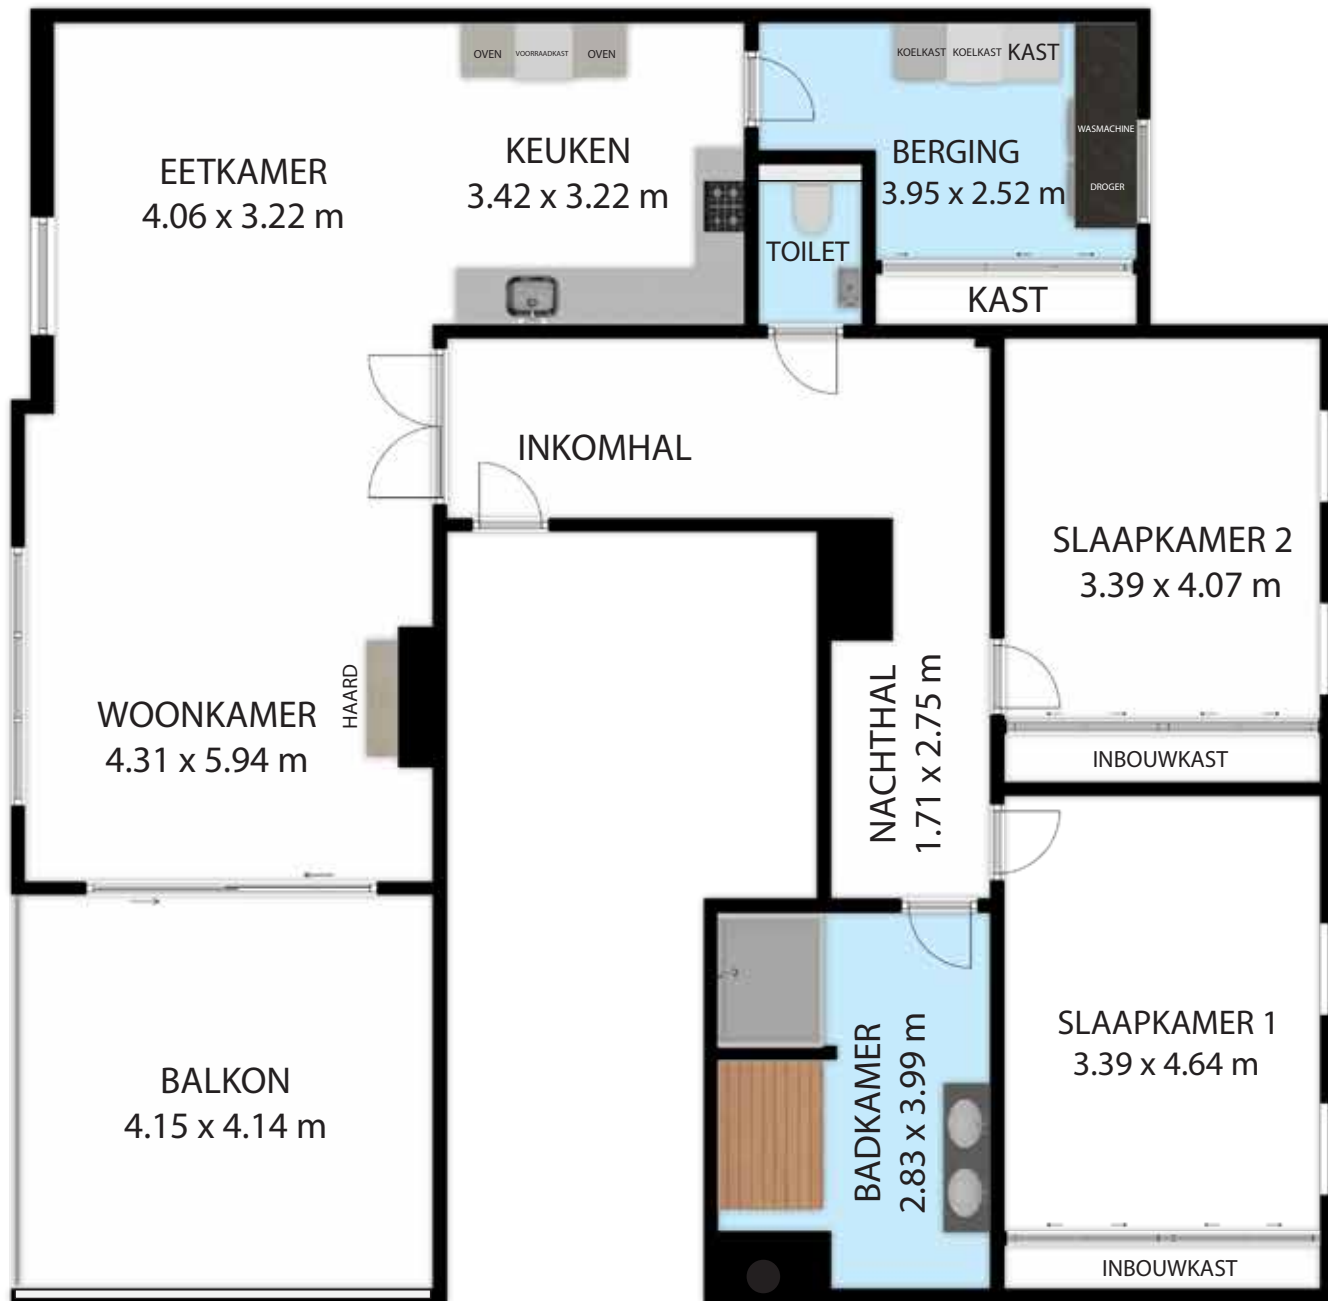 OVEN
VOORRAADKAST
OVEN
KOELKAST
KOELKAST
KAST
WASMACHINE
DROGER
EETKAMER
4.06 x 3.22 m
KEUKEN
3.42 x 3.22 m
BERGING
3.95 x 2.52 m
TOILET
KAST
INKOMHAL
SLAAPKAMER 2
3.39 x 4.07 m
INBOUWKAST
WOONKAMER
4.31 x 5.94 m
HAARD
NACHTHAL
1.71 x 2.75 m
SLAAPKAMER 1
3.39 x 4.64 m
INBOUWKAST
BADKAMER
2.83 x 3.99 m
BALKON
4.15 x 4.14 m